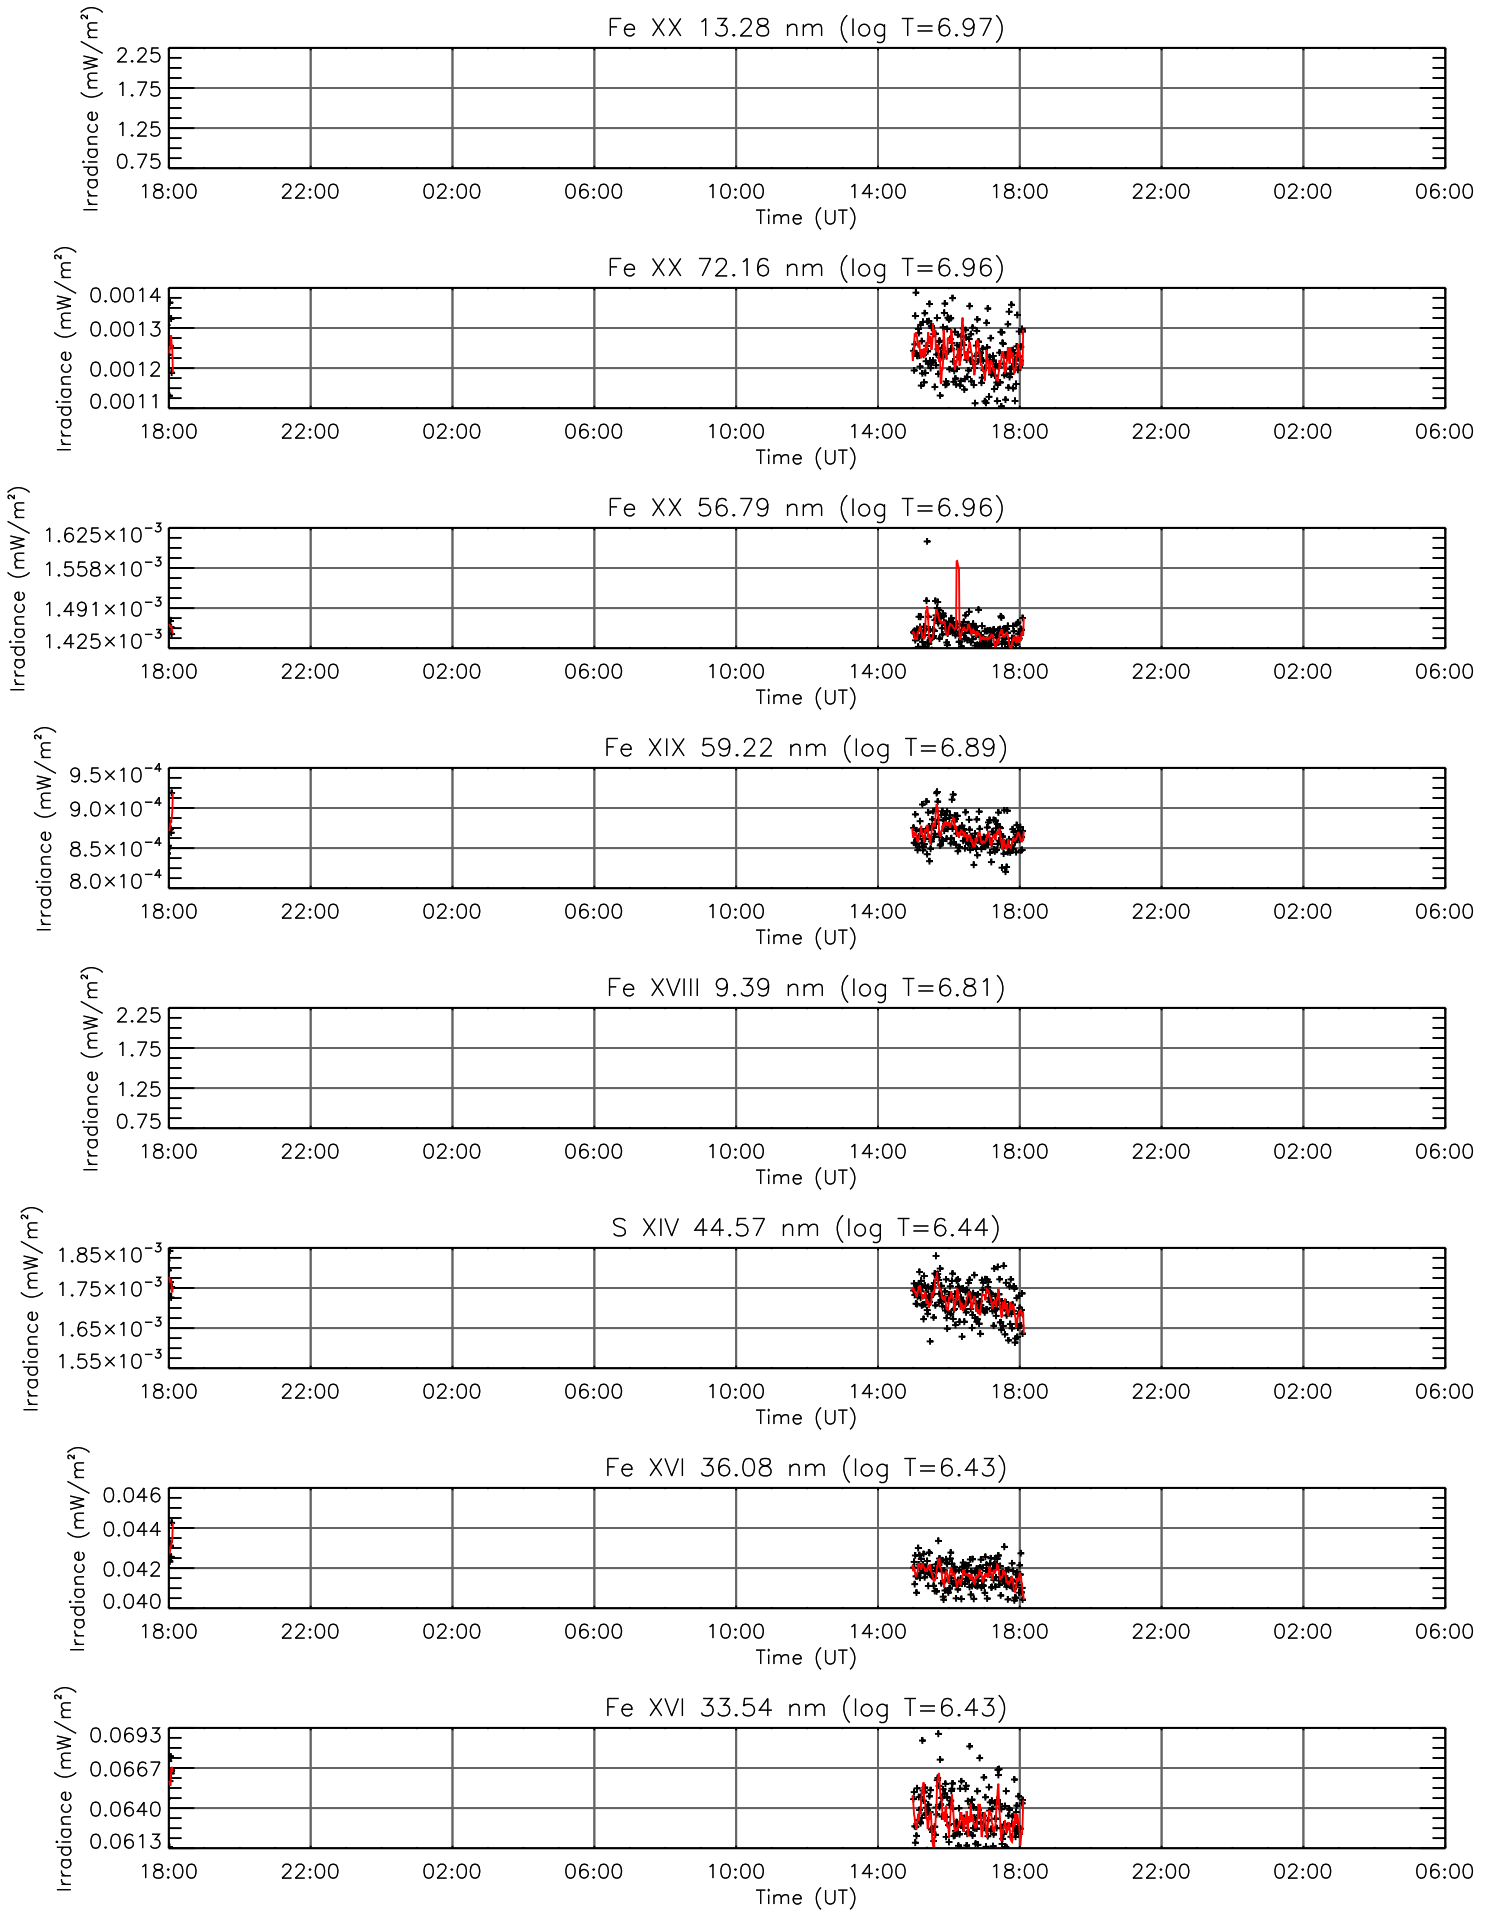 Fe XX 13.28 nm (log T=6.97)
Irradiance (mW/m²)
2.25
1.75
1.25
0.75
18:00 22:00 02:00 06:00 10:00 14:00 18:00 22:00 02:00 06:00
Time (UT)
Fe XX 72.16 nm (log T=6.96)
Irradiance (mW/m²)
0.0014
0.0013
0.0012
0.0011
18:00 22:00 02:00 06:00 10:00 14:00 18:00 22:00 02:00 06:00
Time (UT)
Fe XX 56.79 nm (log T=6.96)
Irradiance (mW/m²)
1.625×10⁻³
1.558×10⁻³
1.491×10⁻³
1.425×10⁻³
18:00 22:00 02:00 06:00 10:00 14:00 18:00 22:00 02:00 06:00
Time (UT)
Fe XIX 59.22 nm (log T=6.89)
Irradiance (mW/m²)
9.5×10⁻⁴
9.0×10⁻⁴
8.5×10⁻⁴
8.0×10⁻⁴
18:00 22:00 02:00 06:00 10:00 14:00 18:00 22:00 02:00 06:00
Time (UT)
Fe XVIII 9.39 nm (log T=6.81)
Irradiance (mW/m²)
2.25
1.75
1.25
0.75
18:00 22:00 02:00 06:00 10:00 14:00 18:00 22:00 02:00 06:00
Time (UT)
S XIV 44.57 nm (log T=6.44)
Irradiance (mW/m²)
1.85×10⁻³
1.75×10⁻³
1.65×10⁻³
1.55×10⁻³
18:00 22:00 02:00 06:00 10:00 14:00 18:00 22:00 02:00 06:00
Time (UT)
Fe XVI 36.08 nm (log T=6.43)
Irradiance (mW/m²)
0.046
0.044
0.042
0.040
18:00 22:00 02:00 06:00 10:00 14:00 18:00 22:00 02:00 06:00
Time (UT)
Fe XVI 33.54 nm (log T=6.43)
Irradiance (mW/m²)
0.0693
0.0667
0.0640
0.0613
18:00 22:00 02:00 06:00 10:00 14:00 18:00 22:00 02:00 06:00
Time (UT)